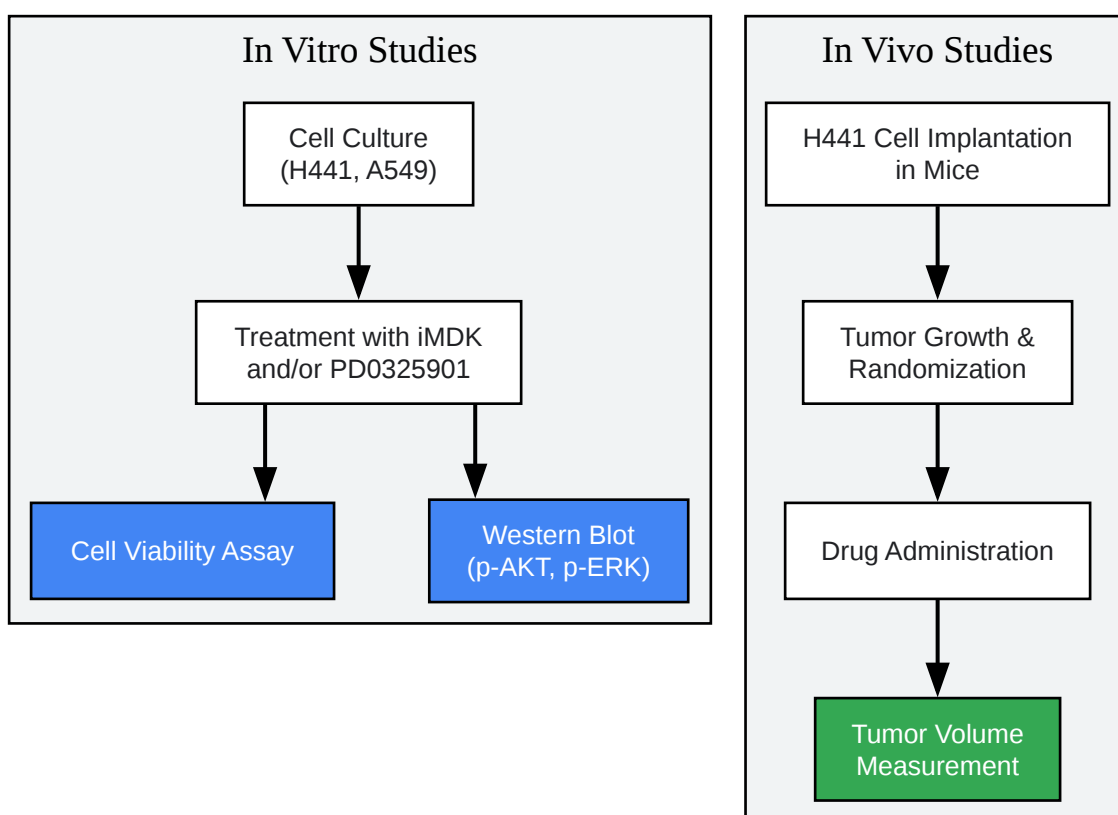 In Vitro Studies
Cell Culture
(H441, A549)
Treatment with iMDK
and/or PD0325901
Cell Viability Assay
Western Blot
(p-AKT, p-ERK)
In Vivo Studies
H441 Cell Implantation
in Mice
Tumor Growth &
Randomization
Drug Administration
Tumor Volume
Measurement